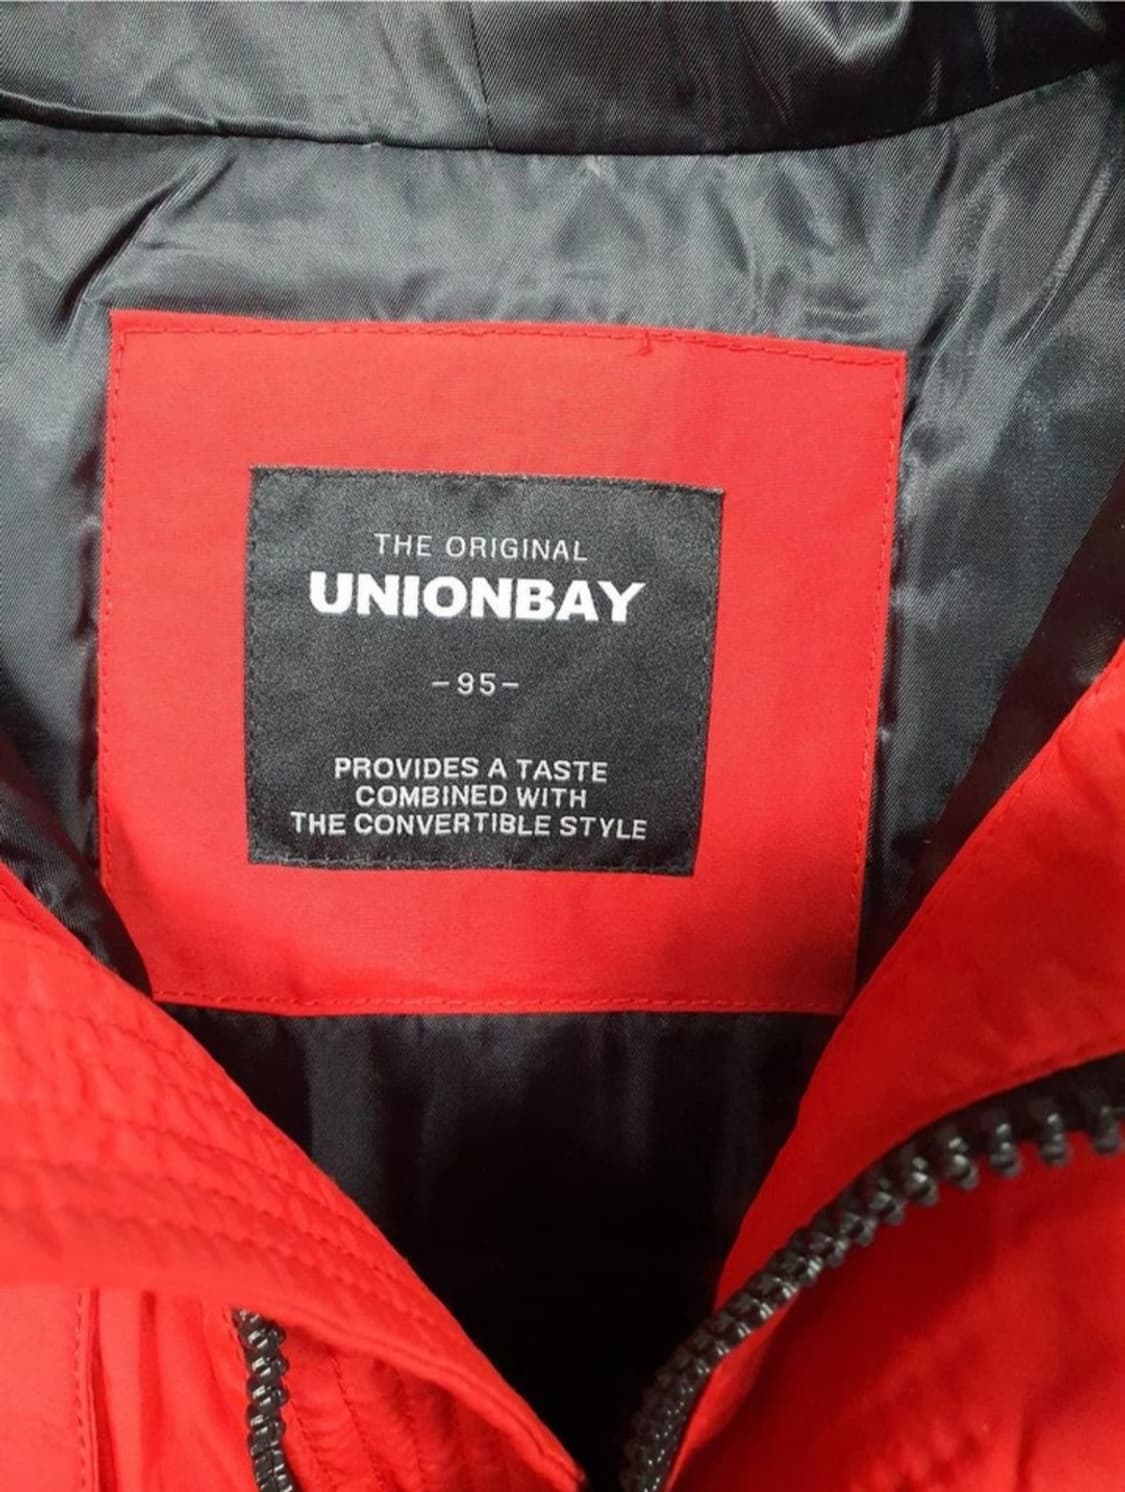 THE ORIGINAL
UNIONBAY
-95-
PROVIDES A TASTE
COMBINED WITH
THE CONVERTIBLE STYLE